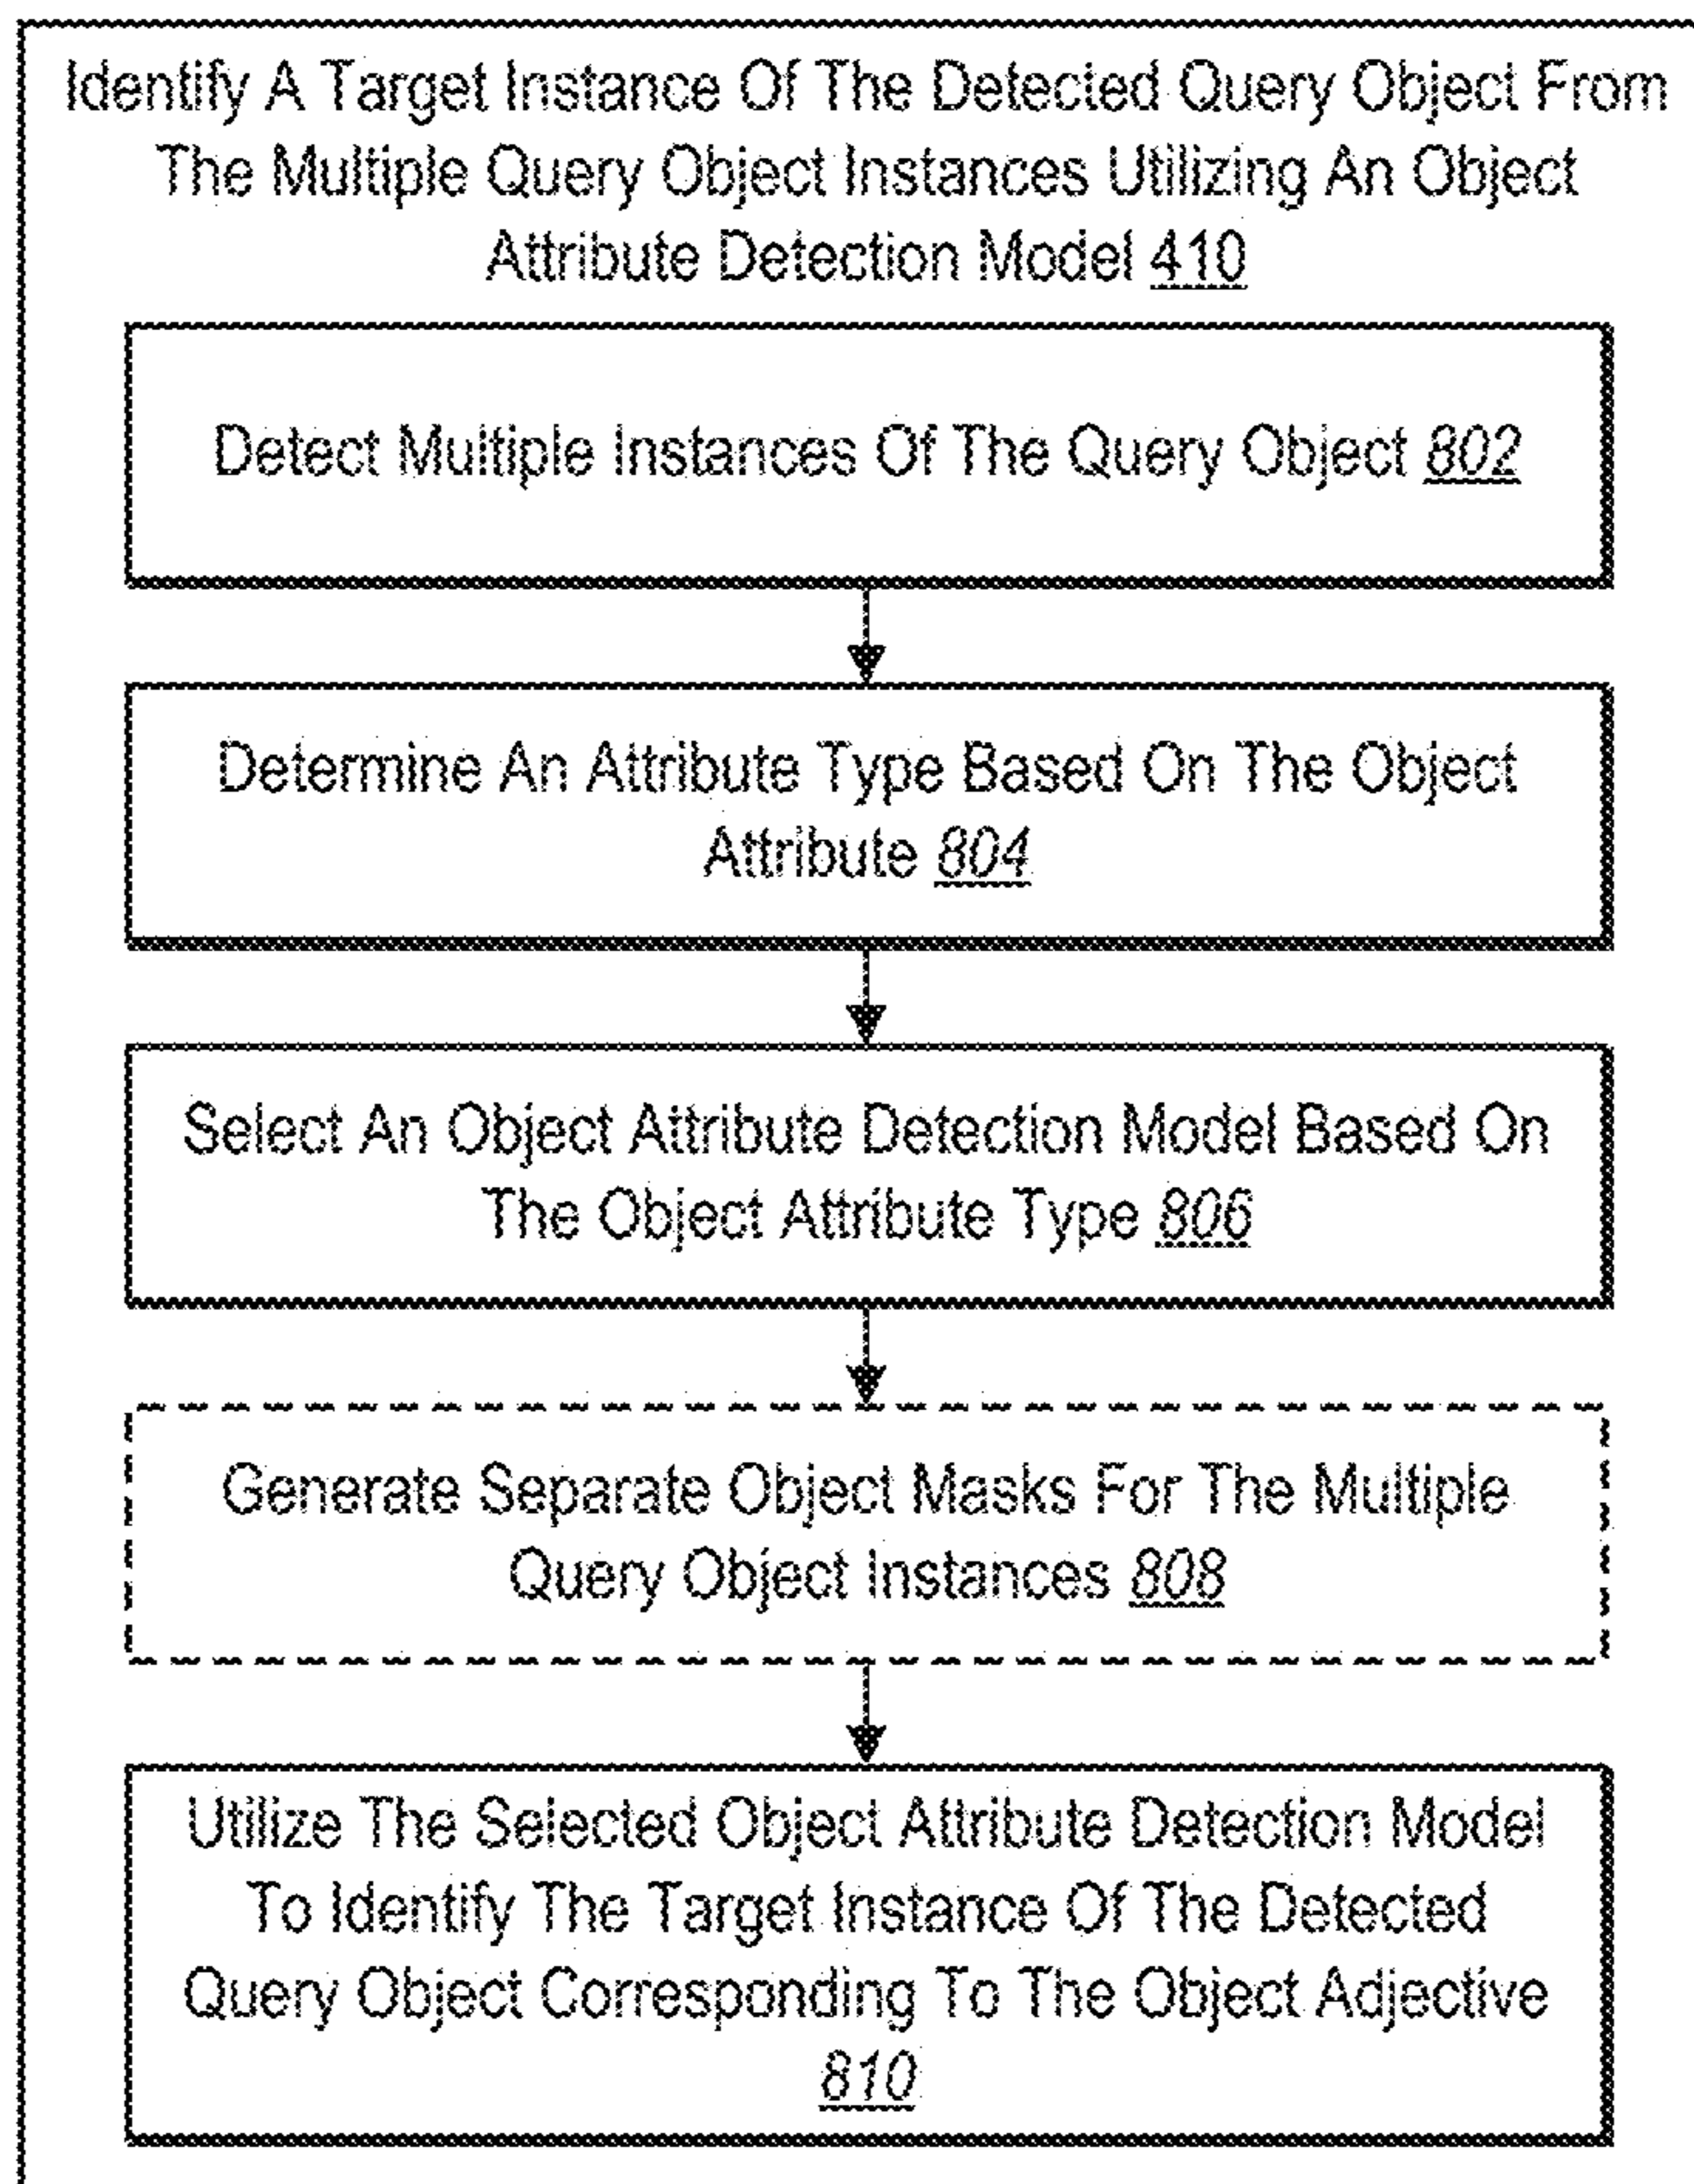 Identify A Target Instance Of The Detected Query Object From
The Multiple Query Object Instances Utilizing An Object
Attribute Detection Model 410
Detect Multiple Instances Of The Query Object 802
Determine An Attribute Type Based On The Object
Attribute 804
Select An Object Attribute Detection Model Based On
The Object Attribute Type 806
Generate Separate Object Masks For The Multiple
Query Object Instances 808
Utilize The Selected Object Attribute Detection Model
To Identify The Target Instance Of The Detected
Query Object Corresponding To The Object Adjective
810